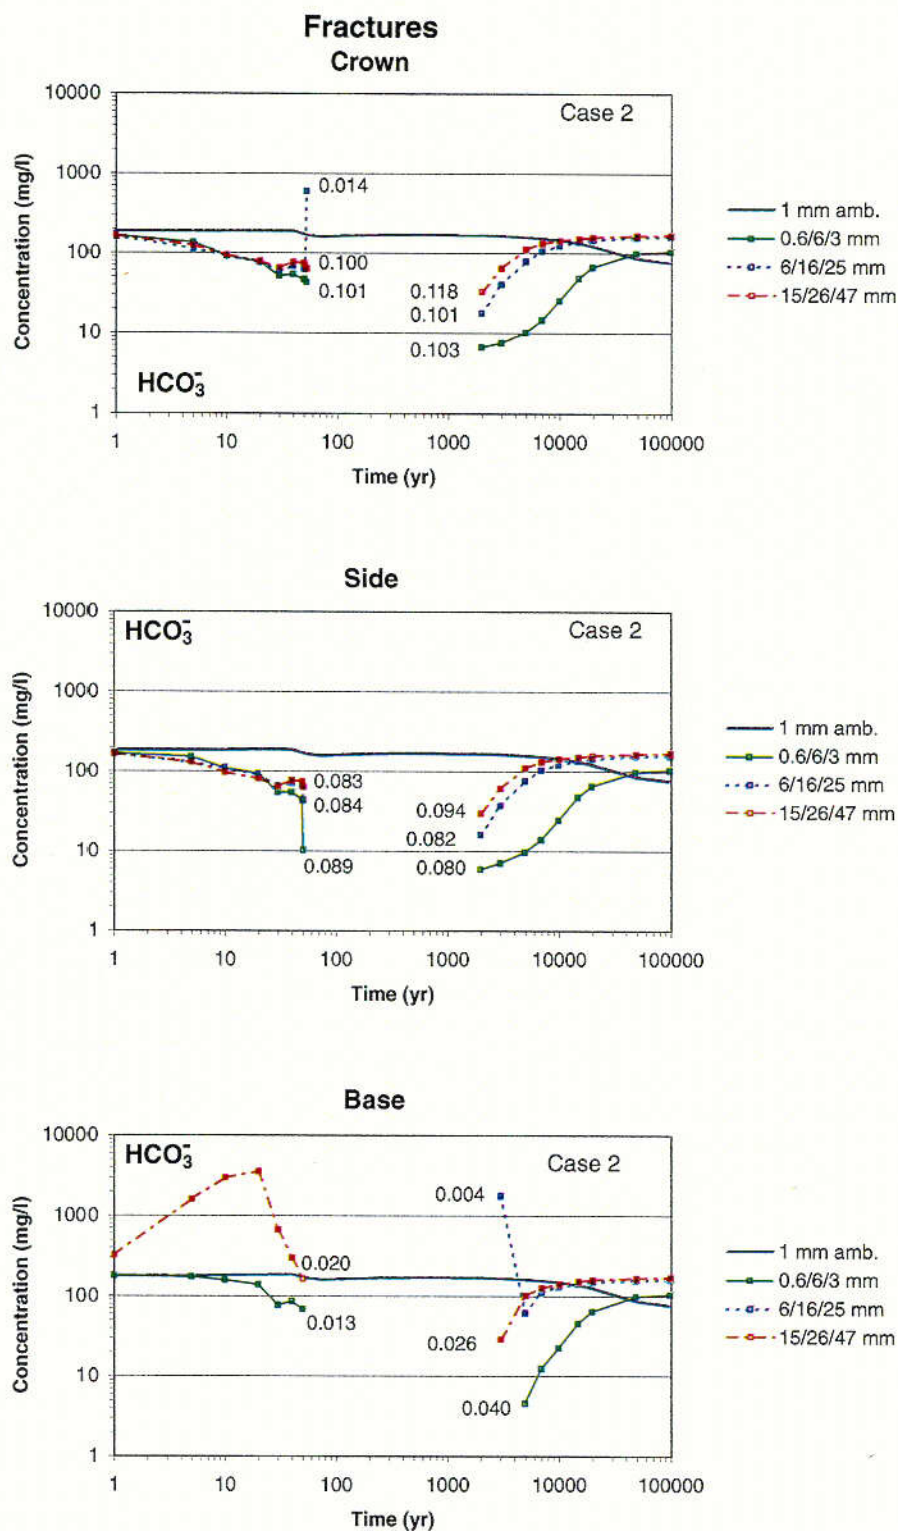 Fractures
Crown
10000
1000
100
10
1
Concentration (mg/l)
Case 2
HCO₃⁻
0.014
0.100
0.101
0.118
0.101
0.103
1 10 100 1000 10000 100000
Time (yr)
1 mm amb.
0.6/6/3 mm
6/16/25 mm
15/26/47 mm
Side
10000
1000
100
10
1
Concentration (mg/l)
HCO₃⁻
Case 2
0.083
0.084
0.089
0.094
0.082
0.080
1 10 100 1000 10000 100000
Time (yr)
1 mm amb.
0.6/6/3 mm
6/16/25 mm
15/26/47 mm
Base
10000
1000
100
10
1
Concentration (mg/l)
HCO₃⁻
Case 2
0.004
0.020
0.013
0.026
0.040
1 10 100 1000 10000 100000
Time (yr)
1 mm amb.
0.6/6/3 mm
6/16/25 mm
15/26/47 mm